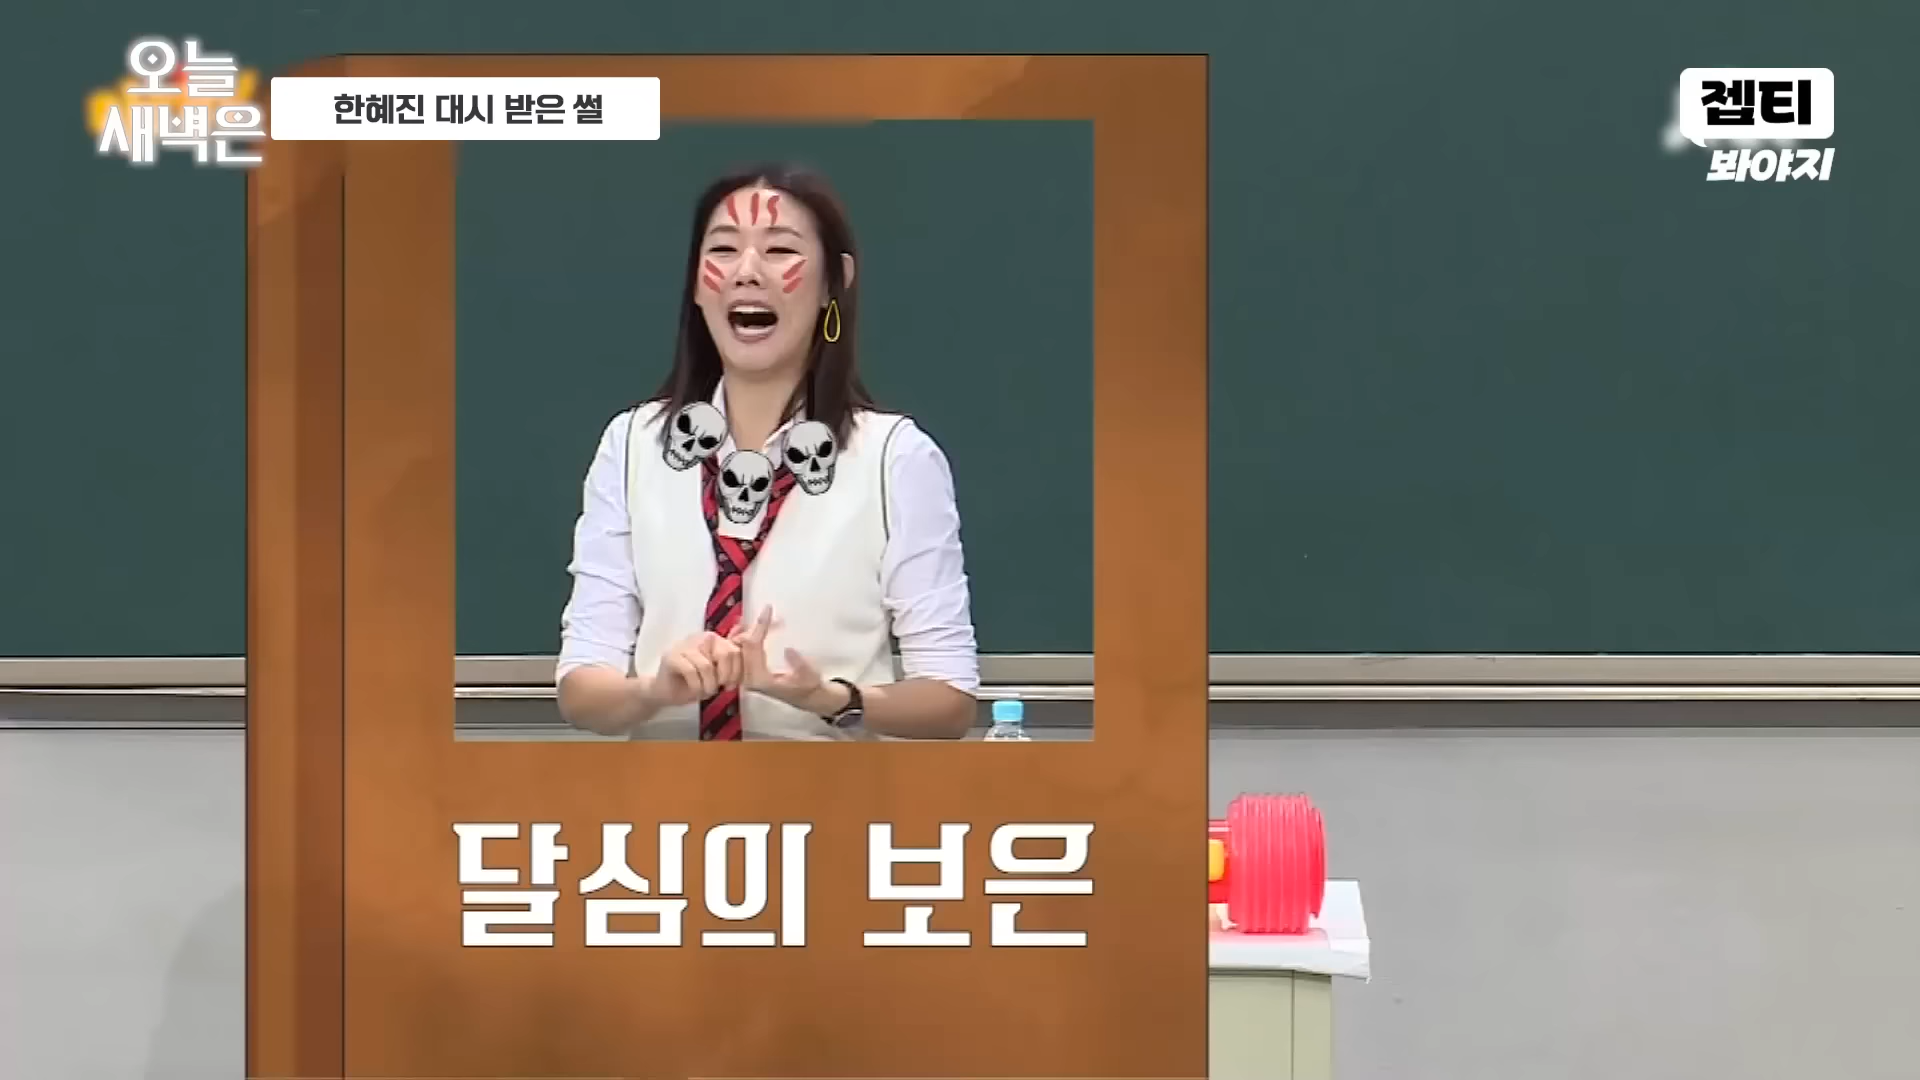 오늘
새벽은
한혜진 대시 받은 썰
젭티
봐야지
달심의 보은